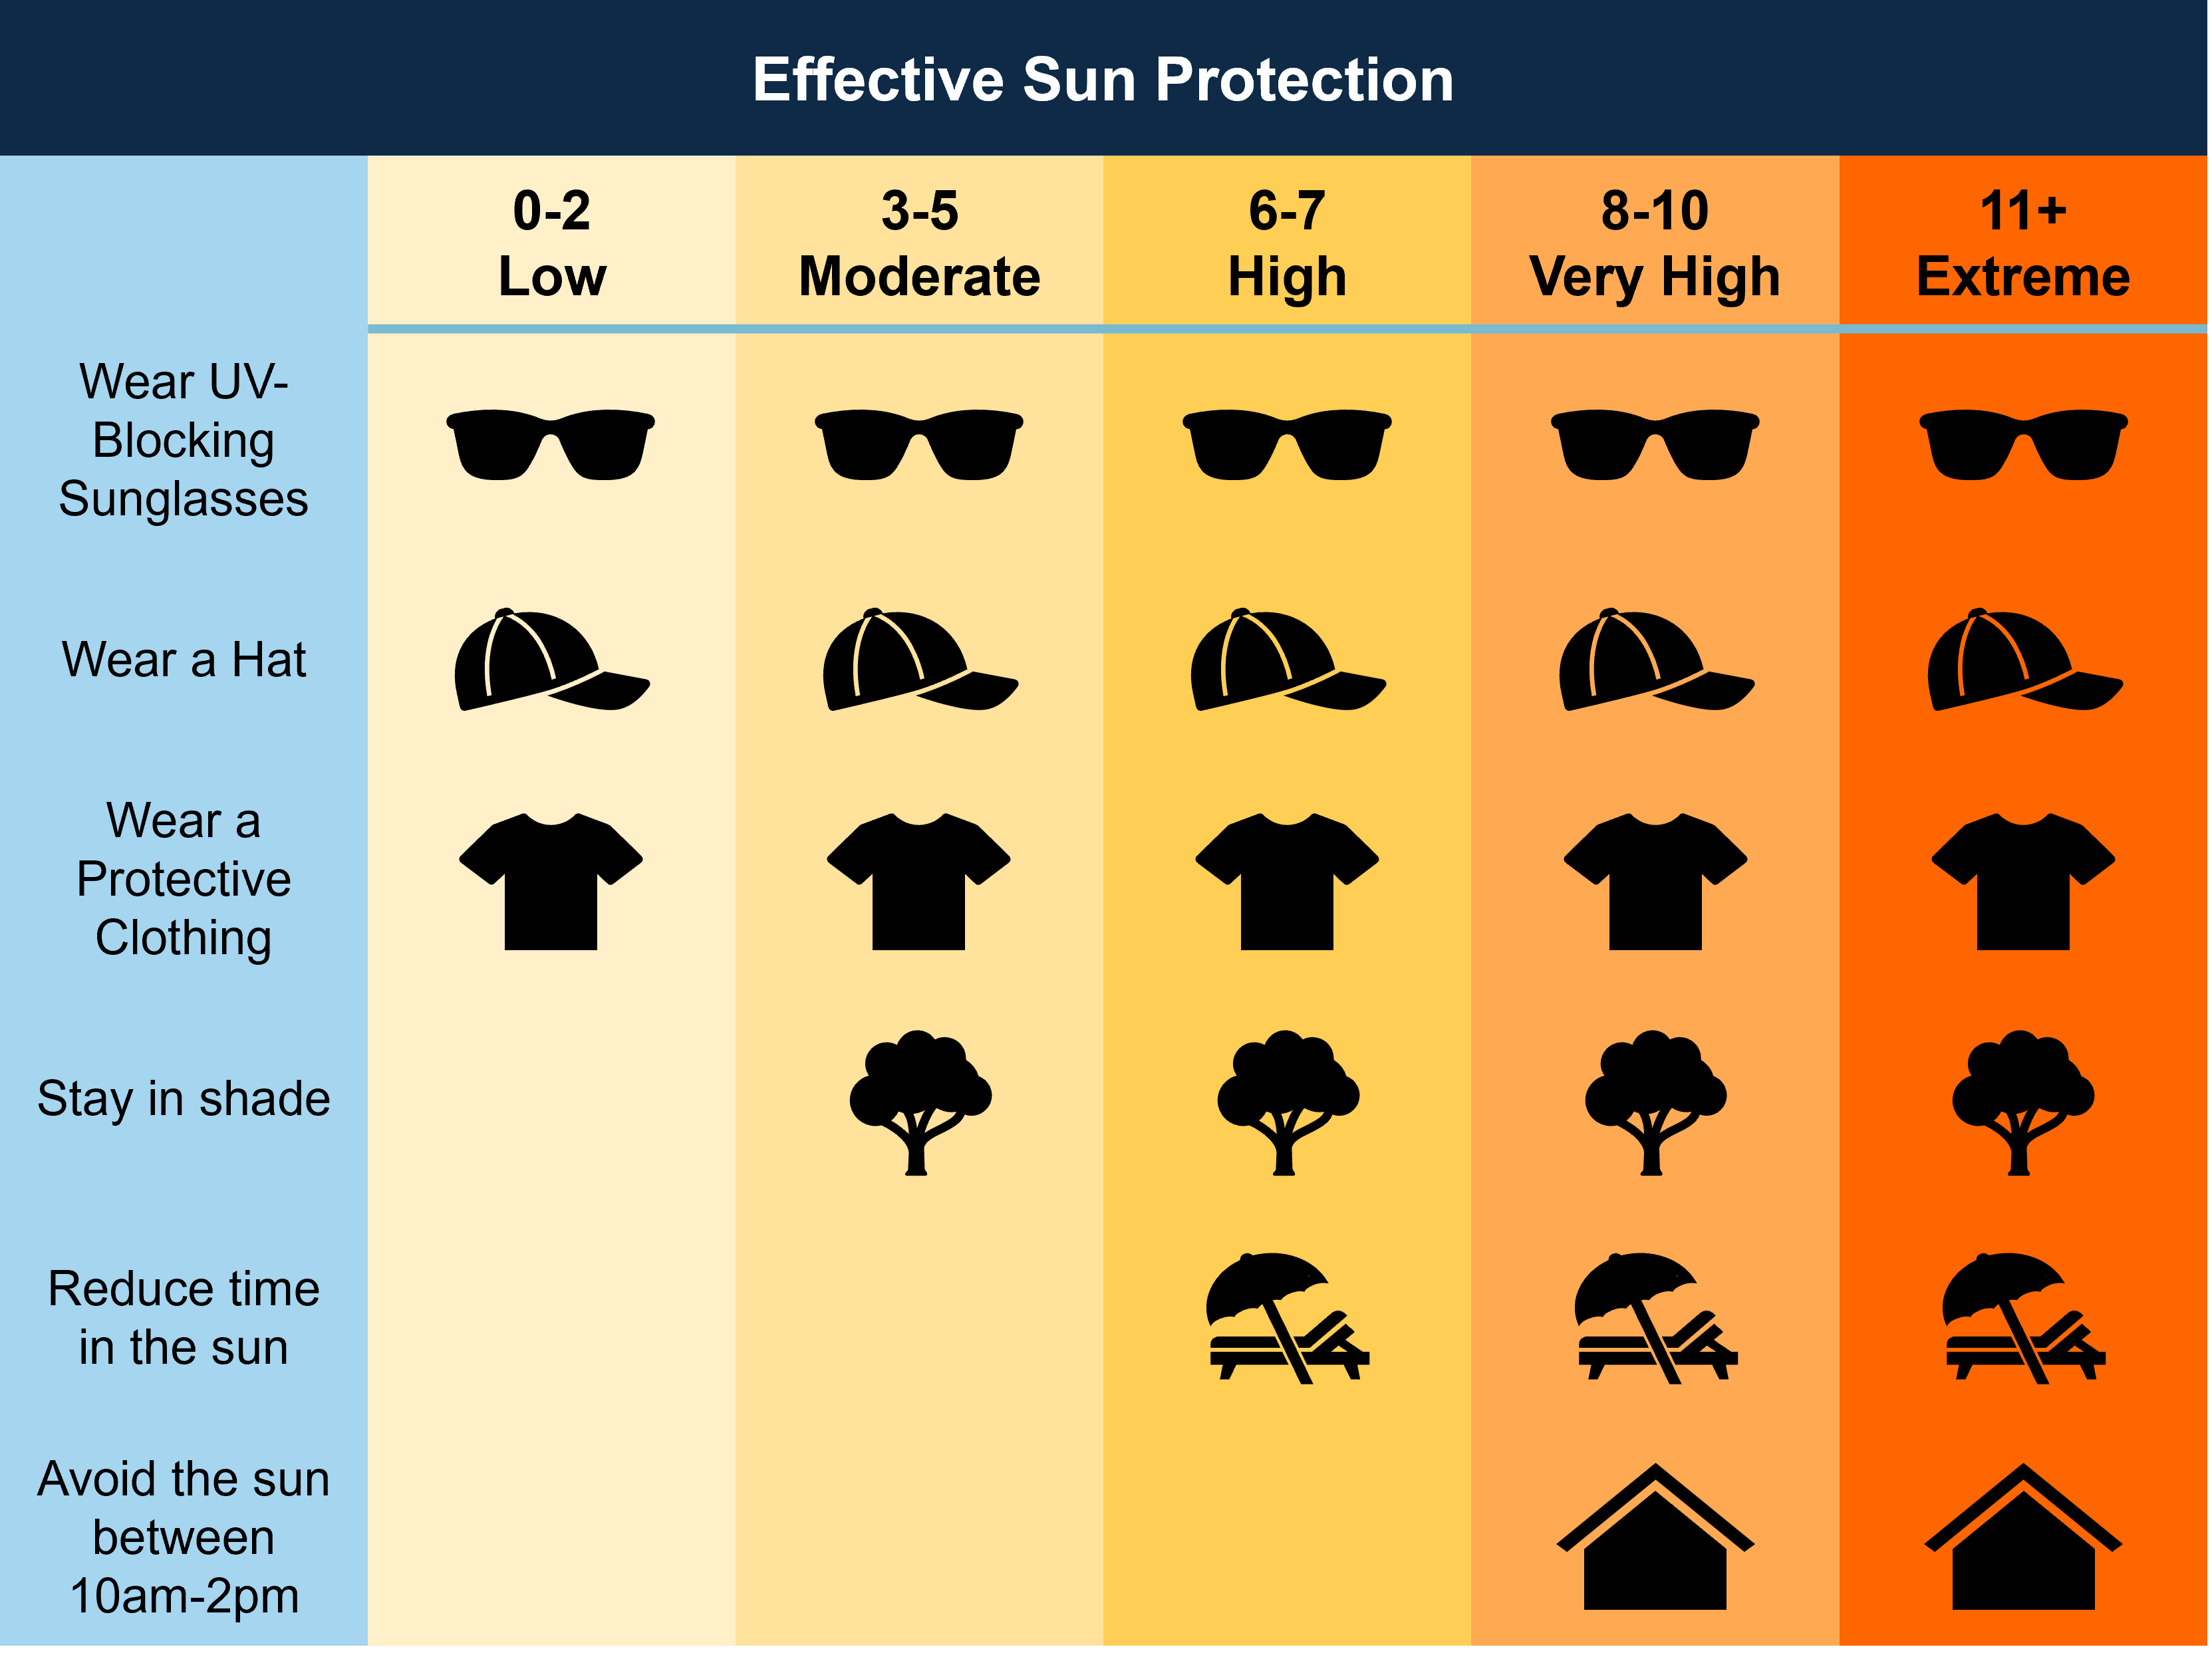 Effective Sun Protection
0-2
Low
3-5
Moderate
6-7
High
8-10
Very High
11+
Extreme
Wear UV-
Blocking
Sunglasses
Wear a Hat
Wear a
Protective
Clothing
Stay in shade
Reduce time
in the sun
Avoid the sun
between
10am-2pm